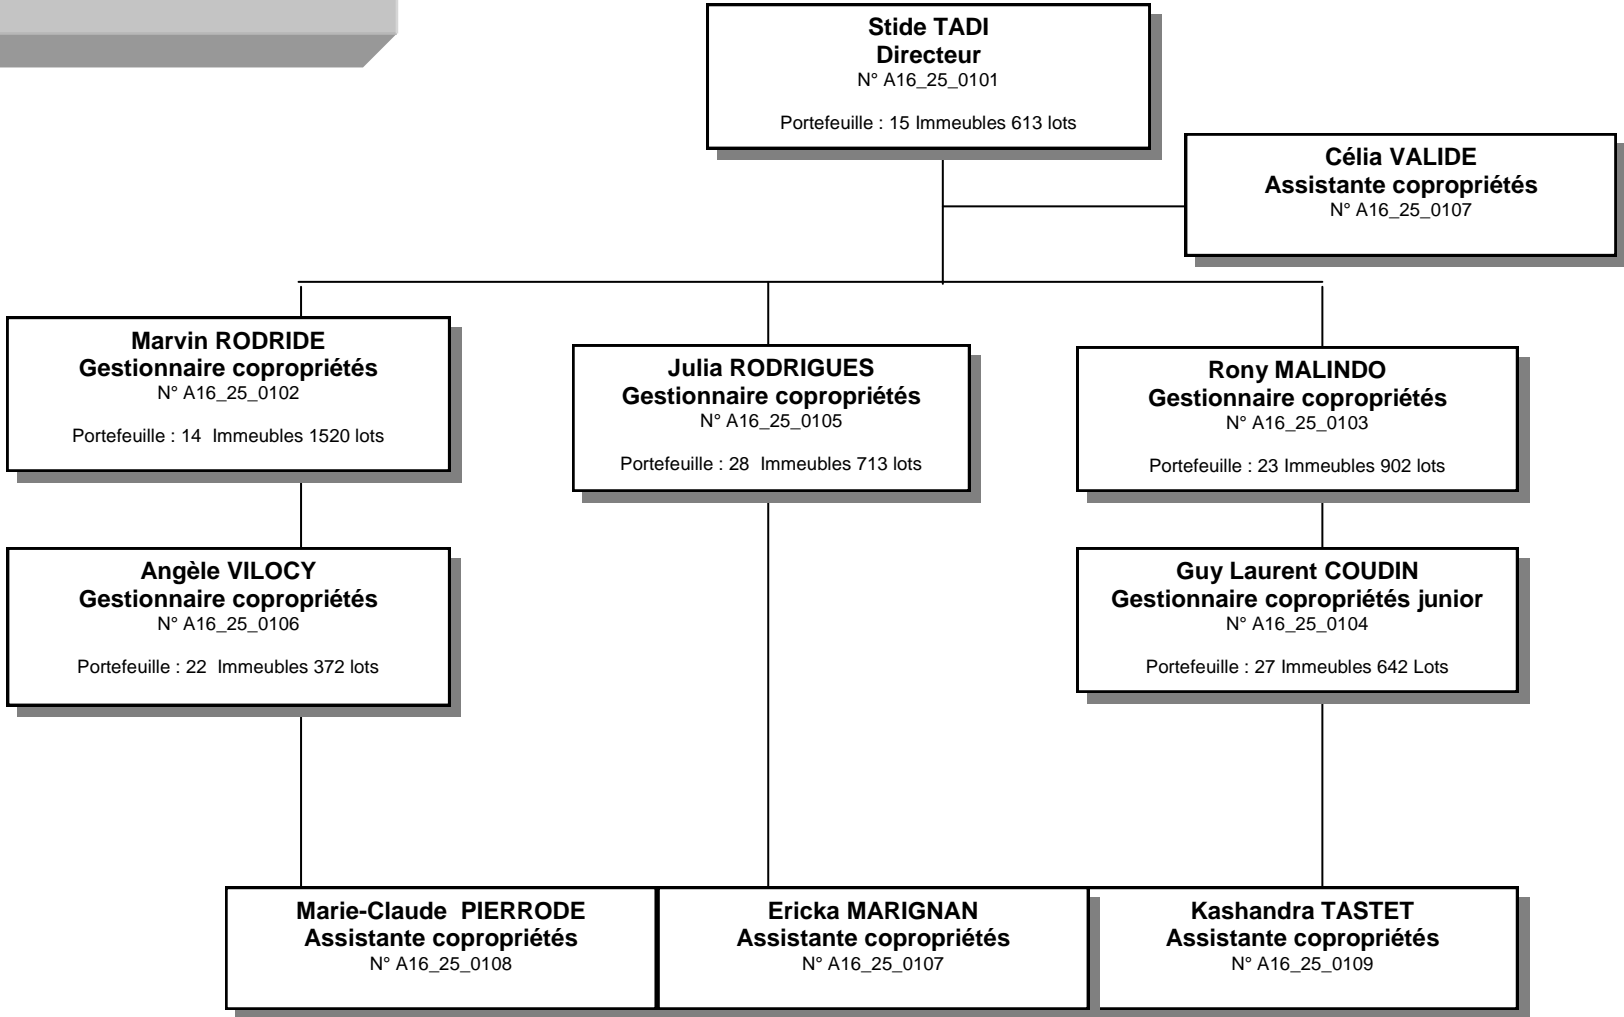 Stide TADI
Directeur
N° A16_25_0101
Portefeuille : 15 Immeubles 613 lots
Célia VALIDE
Assistante copropriétés
N° A16_25_0107
Marvin RODRIDE
Gestionnaire copropriétés
N° A16_25_0102
Portefeuille : 14  Immeubles 1520 lots
Julia RODRIGUES
Gestionnaire copropriétés
N° A16_25_0105
Portefeuille : 28  Immeubles 713 lots
Rony MALINDO
Gestionnaire copropriétés
N° A16_25_0103
Portefeuille : 23 Immeubles 902 lots
Angèle VILOCY
Gestionnaire copropriétés
N° A16_25_0106
Portefeuille : 22  Immeubles 372 lots
Guy Laurent COUDIN
Gestionnaire copropriétés junior
N° A16_25_0104
Portefeuille : 27 Immeubles 642 Lots
Marie-Claude  PIERRODE
Assistante copropriétés
N° A16_25_0108
Ericka MARIGNAN
Assistante copropriétés
N° A16_25_0107
Kashandra TASTET
Assistante copropriétés
N° A16_25_0109